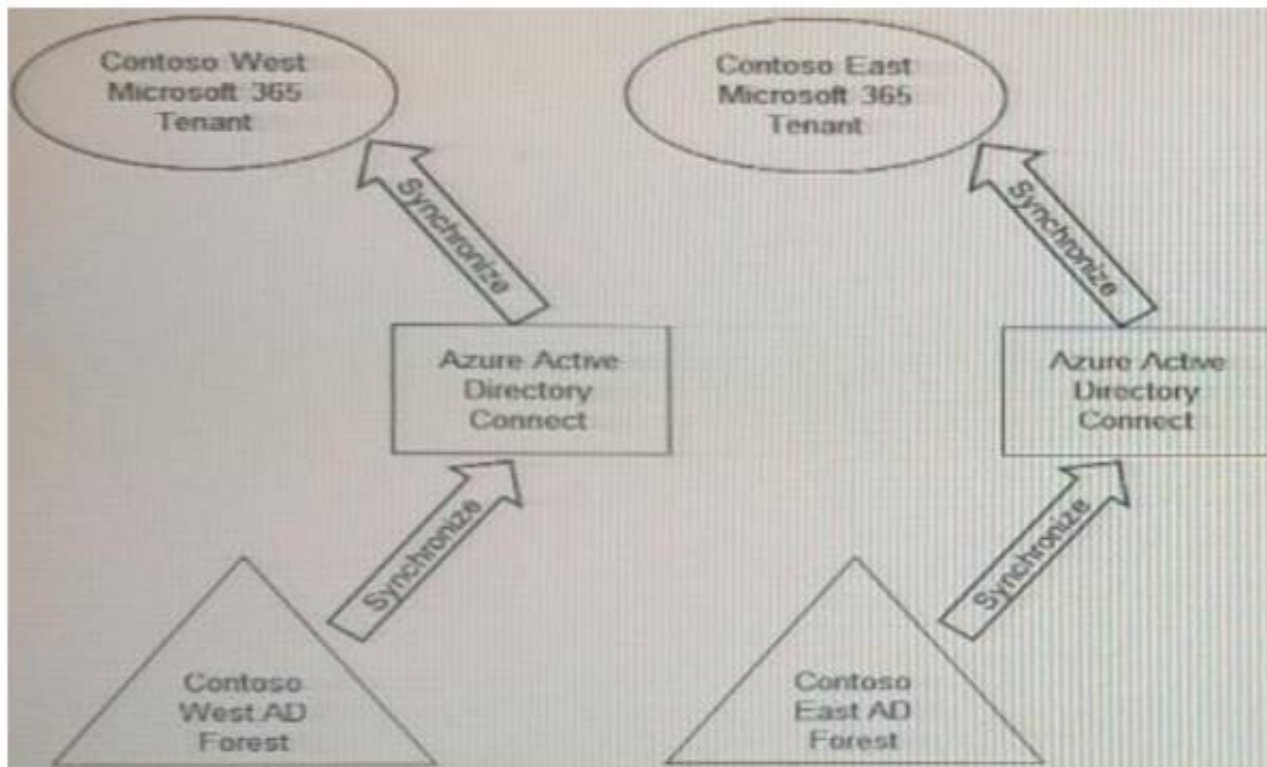 Contoso West
Microsoft 365
Tenant
Contoso East
Microsoft 365
Tenant
Synchronize
Synchronize
Azure Active
Directory
Connect
Azure Active
Directory
Connect
Synchronize
Synchronize
Contoso
West AD
Forest
Contoso
East AD
Forest